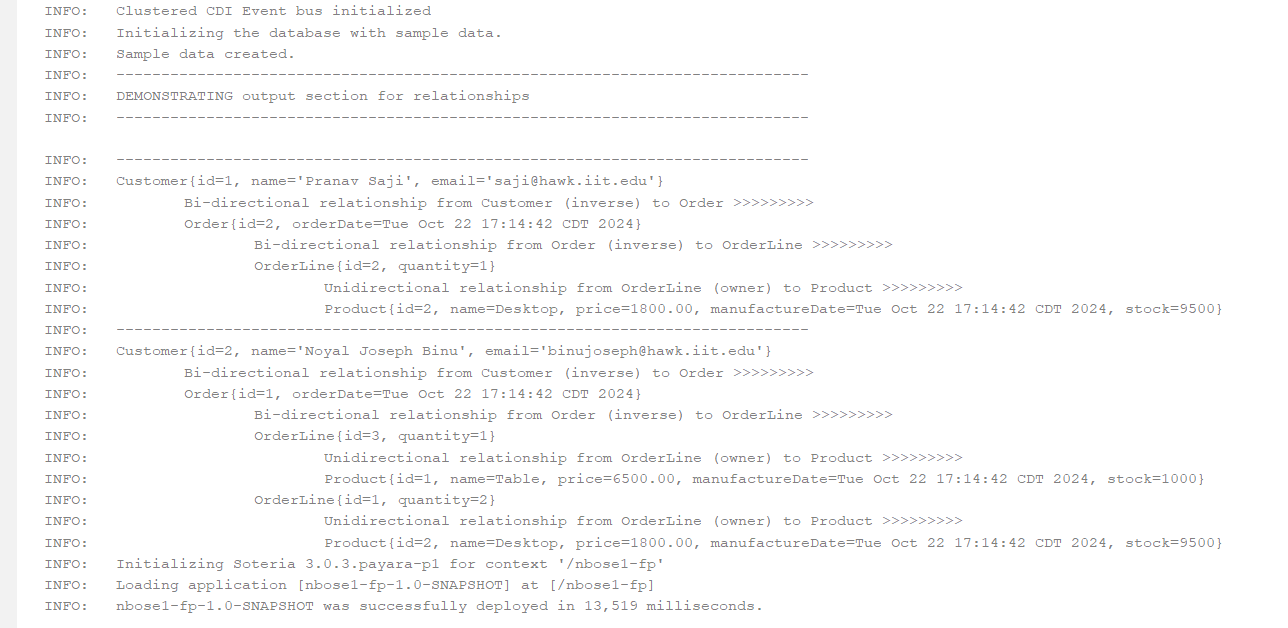 INFO:   Clustered CDI Event bus initialized
INFO:   Initializing the database with sample data.
INFO:   Sample data created.
INFO:   -----------------------------------------------------------------------------
INFO:   DEMONSTRATING output section for relationships
INFO:   -----------------------------------------------------------------------------
INFO:   -----------------------------------------------------------------------------
INFO:   Customer{id=1, name='Pranav Saji', email='saji@hawk.iit.edu'}
INFO:   Bi-directional relationship from Customer (inverse) to Order >>>>>>>>>
INFO:   Order{id=2, orderDate=Tue Oct 22 17:14:42 CDT 2024}
INFO:   Bi-directional relationship from Order (inverse) to OrderLine >>>>>>>>>
INFO:   OrderLine{id=2, quantity=1}
INFO:   Unidirectional relationship from OrderLine (owner) to Product >>>>>>>>>
INFO:   Product{id=2, name=Desktop, price=1800.00, manufactureDate=Tue Oct 22 17:14:42 CDT 2024, stock=9500}
INFO:   -----------------------------------------------------------------------------
INFO:   Customer{id=2, name='Noyal Joseph Binu', email='binujoseph@hawk.iit.edu'}
INFO:   Bi-directional relationship from Customer (inverse) to Order >>>>>>>>>
INFO:   Order{id=1, orderDate=Tue Oct 22 17:14:42 CDT 2024}
INFO:   Bi-directional relationship from Order (inverse) to OrderLine >>>>>>>>>
INFO:   OrderLine{id=3, quantity=1}
INFO:   Unidirectional relationship from OrderLine (owner) to Product >>>>>>>>>
INFO:   Product{id=1, name=Table, price=6500.00, manufactureDate=Tue Oct 22 17:14:42 CDT 2024, stock=1000}
INFO:   OrderLine{id=1, quantity=2}
INFO:   Unidirectional relationship from OrderLine (owner) to Product >>>>>>>>>
INFO:   Product{id=2, name=Desktop, price=1800.00, manufactureDate=Tue Oct 22 17:14:42 CDT 2024, stock=9500}
INFO:   Initializing Soteria 3.0.3.payara-p1 for context '/nbose1-fp'
INFO:   Loading application [nbose1-fp-1.0-SNAPSHOT] at [/nbose1-fp]
INFO:   nbose1-fp-1.0-SNAPSHOT was successfully deployed in 13,519 milliseconds.